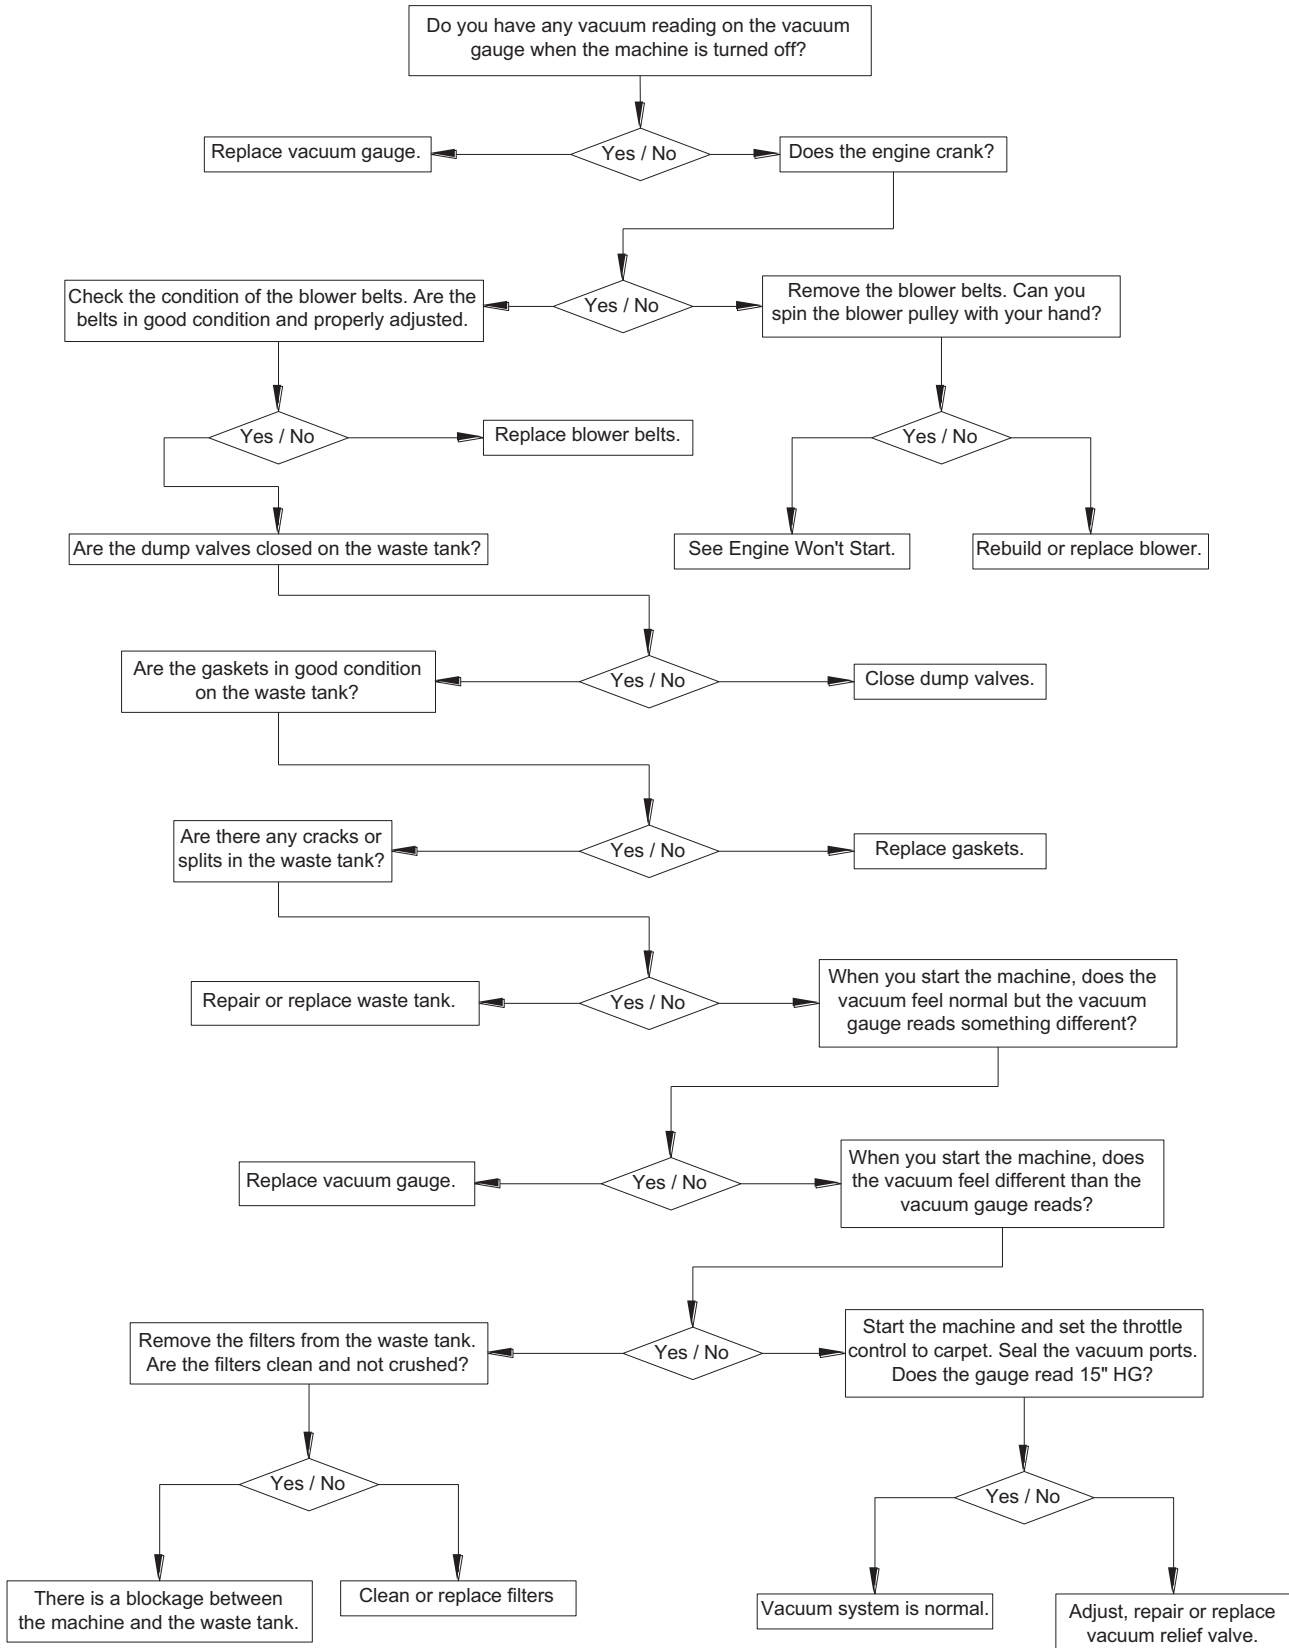 Do you have any vacuum reading on the vacuum
gauge when the machine is turned off?
Replace vacuum gauge.
Yes / No
Does the engine crank?
Check the condition of the blower belts. Are the
belts in good condition and properly adjusted.
Yes / No
Remove the blower belts. Can you
spin the blower pulley with your hand?
Yes / No
Replace blower belts.
Yes / No
Are the dump valves closed on the waste tank?
See Engine Won't Start.
Rebuild or replace blower.
Are the gaskets in good condition
on the waste tank?
Yes / No
Close dump valves.
Are there any cracks or
splits in the waste tank?
Yes / No
Replace gaskets.
Repair or replace waste tank.
Yes / No
When you start the machine, does the
vacuum feel normal but the vacuum
gauge reads something different?
Replace vacuum gauge.
Yes / No
When you start the machine, does
the vacuum feel different than the
vacuum gauge reads?
Remove the filters from the waste tank.
Are the filters clean and not crushed?
Yes / No
Start the machine and set the throttle
control to carpet. Seal the vacuum ports.
Does the gauge read 15" HG?
Yes / No
Yes / No
There is a blockage between
the machine and the waste tank.
Clean or replace filters
Vacuum system is normal.
Adjust, repair or replace
vacuum relief valve.